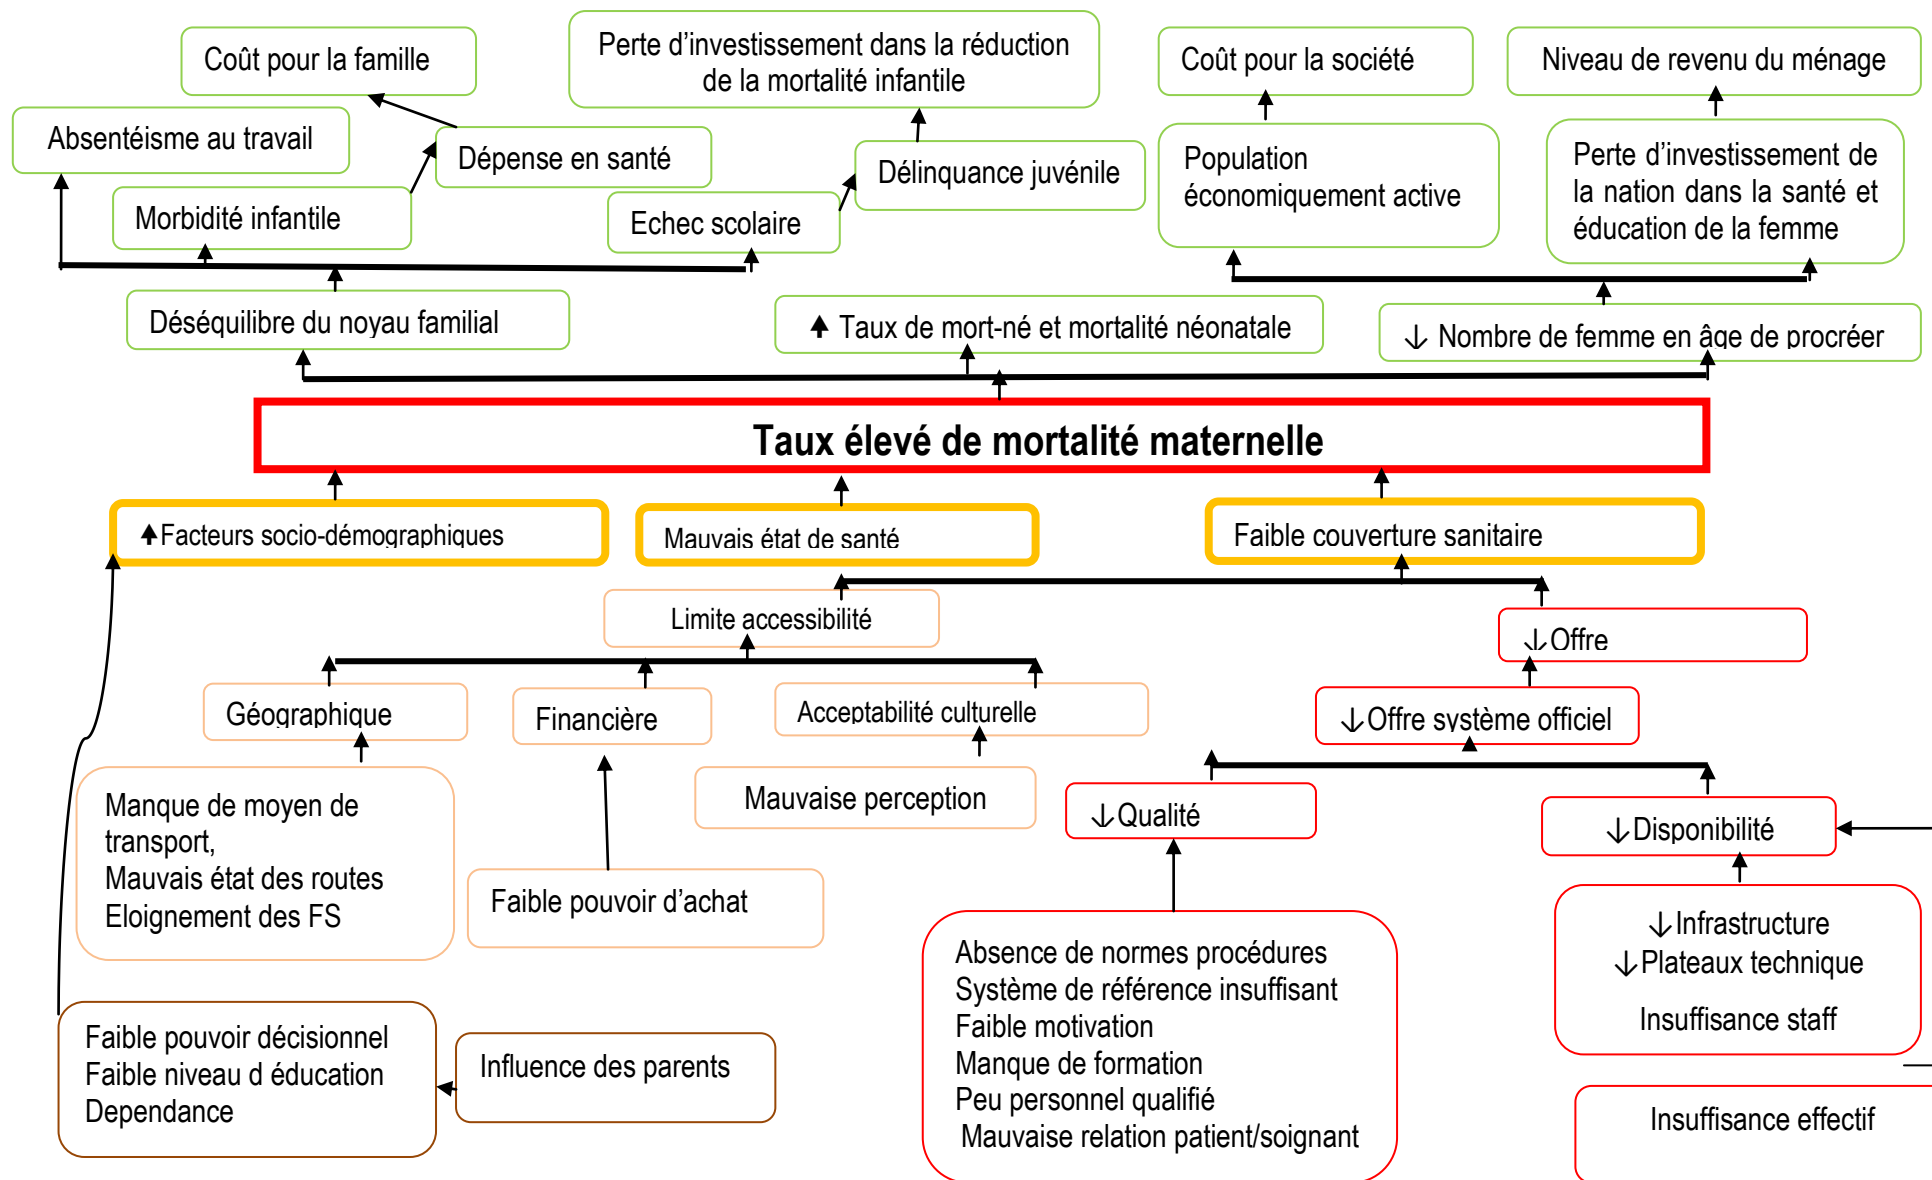 Coût pour la famille
Perte d’investissement dans la réduction
de la mortalité infantile
Coût pour la société
Niveau de revenu du ménage
Absentéisme au travail
Dépense en santé
Délinquance juvénile
Population
économiquement active
Perte d’investissement de
la nation dans la santé et
éducation de la femme
Morbidité infantile
Echec scolaire
Déséquilibre du noyau familial
Taux de mort-né et mortalité néonatale
↓ Nombre de femme en âge de procréer
Taux élevé de mortalité maternelle
Facteurs socio-démographiques
Mauvais état de santé
Faible couverture sanitaire
Limite accessibilité
↓Offre
Géographique
Financière
Acceptabilité culturelle
↓Offre système officiel
Manque de moyen de
transport,
Mauvais état des routes
Eloignement des FS
Faible pouvoir d’achat
Mauvaise perception
↓Qualité
↓Disponibilité
Absence de normes procédures
Système de référence insuffisant
Faible motivation
Manque de formation
Peu personnel qualifié
Mauvaise relation patient/soignant
↓Infrastructure
↓Plateaux technique
Insuffisance staff
Faible pouvoir décisionnel
Faible niveau d éducation
Dependance
Influence des parents
Insuffisance effectif